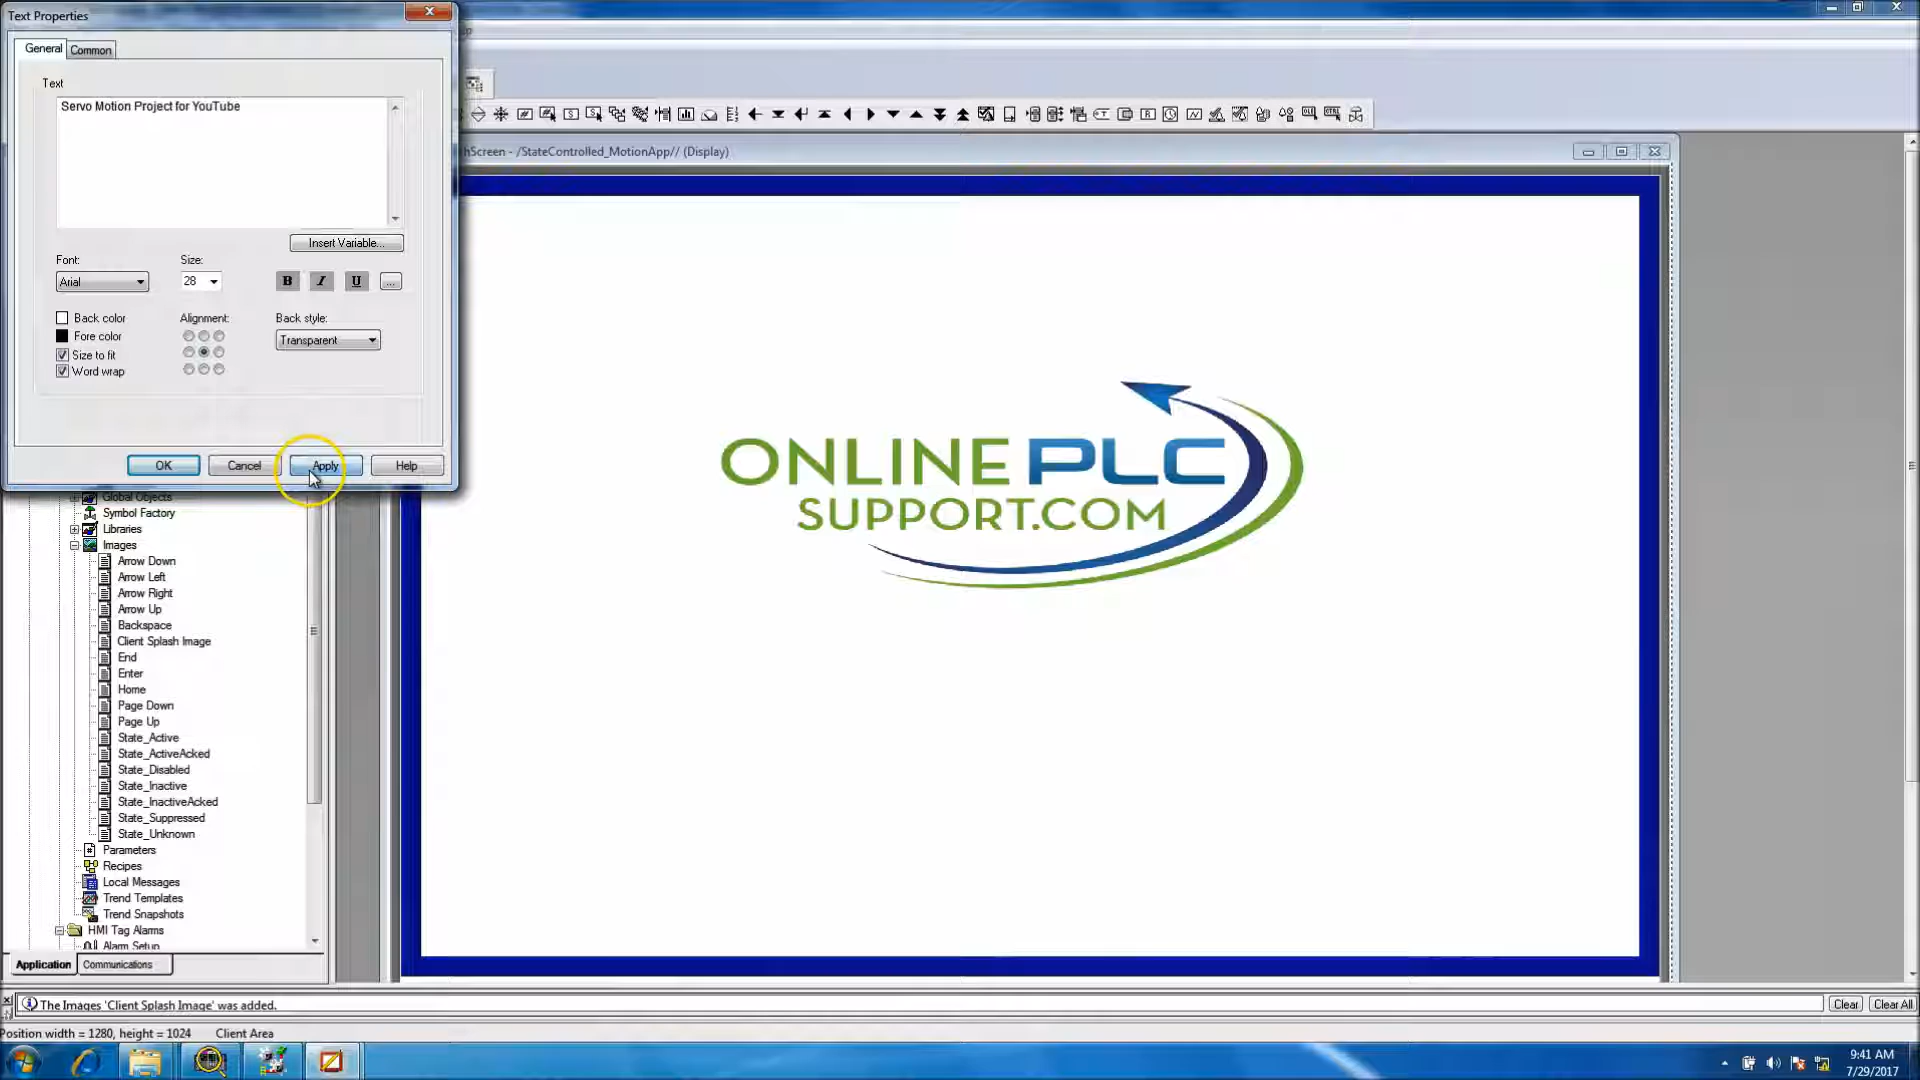 Text Properties
General
Common
Text
Servo Motion Project for YouTube
Insert Variable...
Font:
Size:
Arial
28
B
I
U
...
Back color
Alignment:
Back style:
Fore color
Transparent
Size to fit
Word wrap
OK
Cancel
Apply
Help
- /StateControlled_MotionApp// (Display)
ONLINE PLC
SUPPORT.COM
Global Objects
Symbol Factory
Libraries
Images
Arrow Down
Arrow Left
Arrow Right
Arrow Up
Backspace
Client Splash Image
End
Enter
Home
Page Down
Page Up
State_Active
State_ActiveAcked
State_Disabled
State_Inactive
State_InactiveAcked
State_Suppressed
State_Unknown
Parameters
Recipes
Local Messages
Trend Templates
Trend Snapshots
HMI Tag Alarms
Alarm Setup
Application
Communications
The Images 'Client Splash Image' was added.
Clear
Clear All
Position width = 1280, height = 1024
Client Area
9:41 AM
7/29/2017